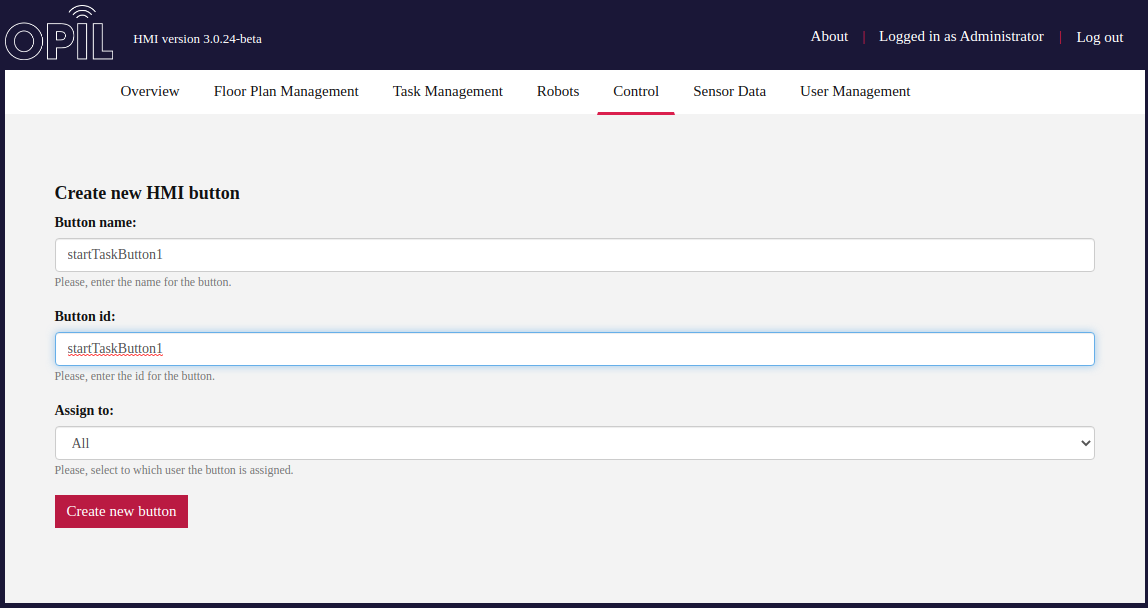 OPIL HMI version 3.0.24-beta About | Logged in as Administrator | Log out
Overview Floor Plan Management Task Management Robots Control Sensor Data User Management
Create new HMI button
Button name:
startTaskButton1
Please, enter the name for the button.
Button id:
startTaskButton1
Please, enter the id for the button.
Assign to:
All
Please, select to which user the button is assigned.
Create new button